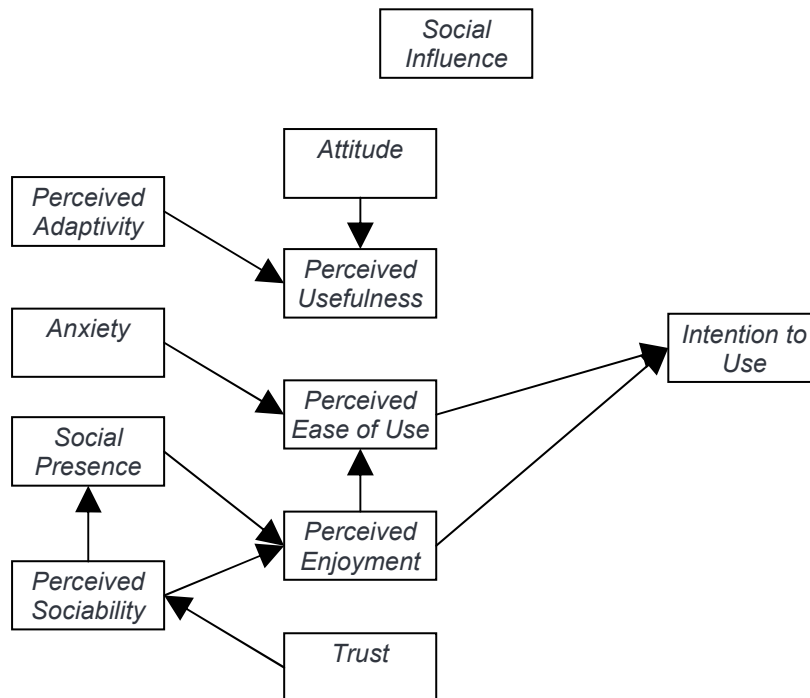 Social
Influence
Attitude
Perceived
Adaptivity
Perceived
Usefulness
Anxiety
Intention to
Use
Perceived
Ease of Use
Social
Presence
Perceived
Enjoyment
Perceived
Sociability
Trust